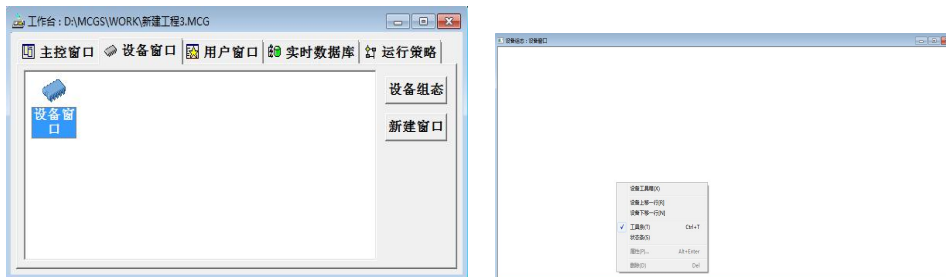 工作台 : D:\MCGS\WORK\新建工程3.MCG
主控窗口 设备窗口 用户窗口 实时数据库 运行策略
设备窗口
设备组态
新建窗口
设备组态 : 设备窗口
设备工具箱(X)
设备上移一行[R]
设备下移一行[N]
工具条(T) Ctrl+T
状态条(S)
属性(P)... Alt+Enter
删除(D) Del